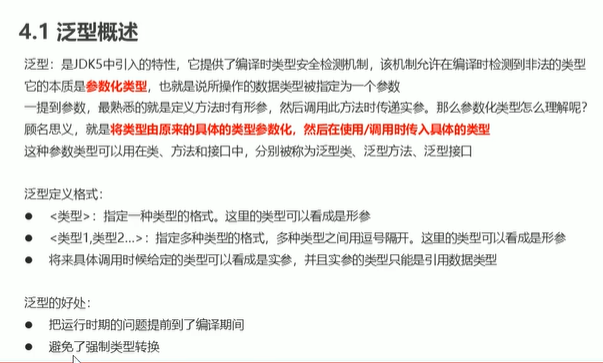 4.1 泛型概述
泛型：是JDK5中引入的特性，它提供了编译时类型安全检测机制，该机制允许在编译时检测到非法的类型
它的本质是参数化类型，也就是说所操作的数据类型被指定为一个参数
一提到参数，最熟悉的就是定义方法时有形参，然后调用此方法时传递实参。那么参数化类型怎么理解呢？
顾名思义，就是将类型由原来的具体的类型参数化，然后在使用/调用时传入具体的类型
这种参数类型可以用在类、方法和接口中，分别被称为泛型类、泛型方法、泛型接口
泛型定义格式：
● <类型>：指定一种类型的格式。这里的类型可以看成是形参
● <类型1,类型2…>：指定多种类型的格式，多种类型之间用逗号隔开。这里的类型可以看成是形参
● 将来具体调用时候给定的类型可以看成是实参，并且实参的类型只能是引用数据类型
泛型的好处：
● 把运行时期的问题提前到了编译期间
● 避免了强制类型转换